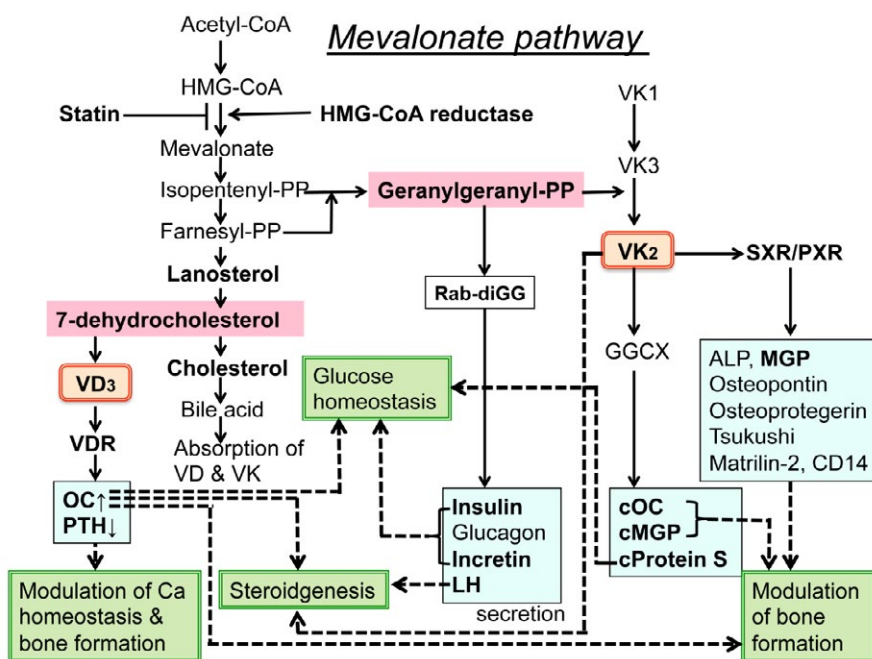 Acetyl-CoA
Mevalonate pathway
HMG-CoA
Statin
HMG-CoA reductase
VK1
Mevalonate
VK3
Isopentenyl-PP
Geranylgeranyl-PP
Farnesyl-PP
VK2
SXR/PXR
Lanosterol
Rab-diGG
7-dehydrocholesterol
GGCX
VD3
Cholesterol
Glucose
homeostasis
ALP, MGP
Osteopontin
Osteoprotegerin
Tsukushi
Matrilin-2, CD14
Bile acid
VDR
Absorption of
VD & VK
OC↑
PTH↓
Insulin
Glucagon
Incretin
LH
secretion
cOC
cMGP
cProtein S
Modulation of Ca
homeostasis &
bone formation
Steroidgenesis
Modulation
of bone
formation